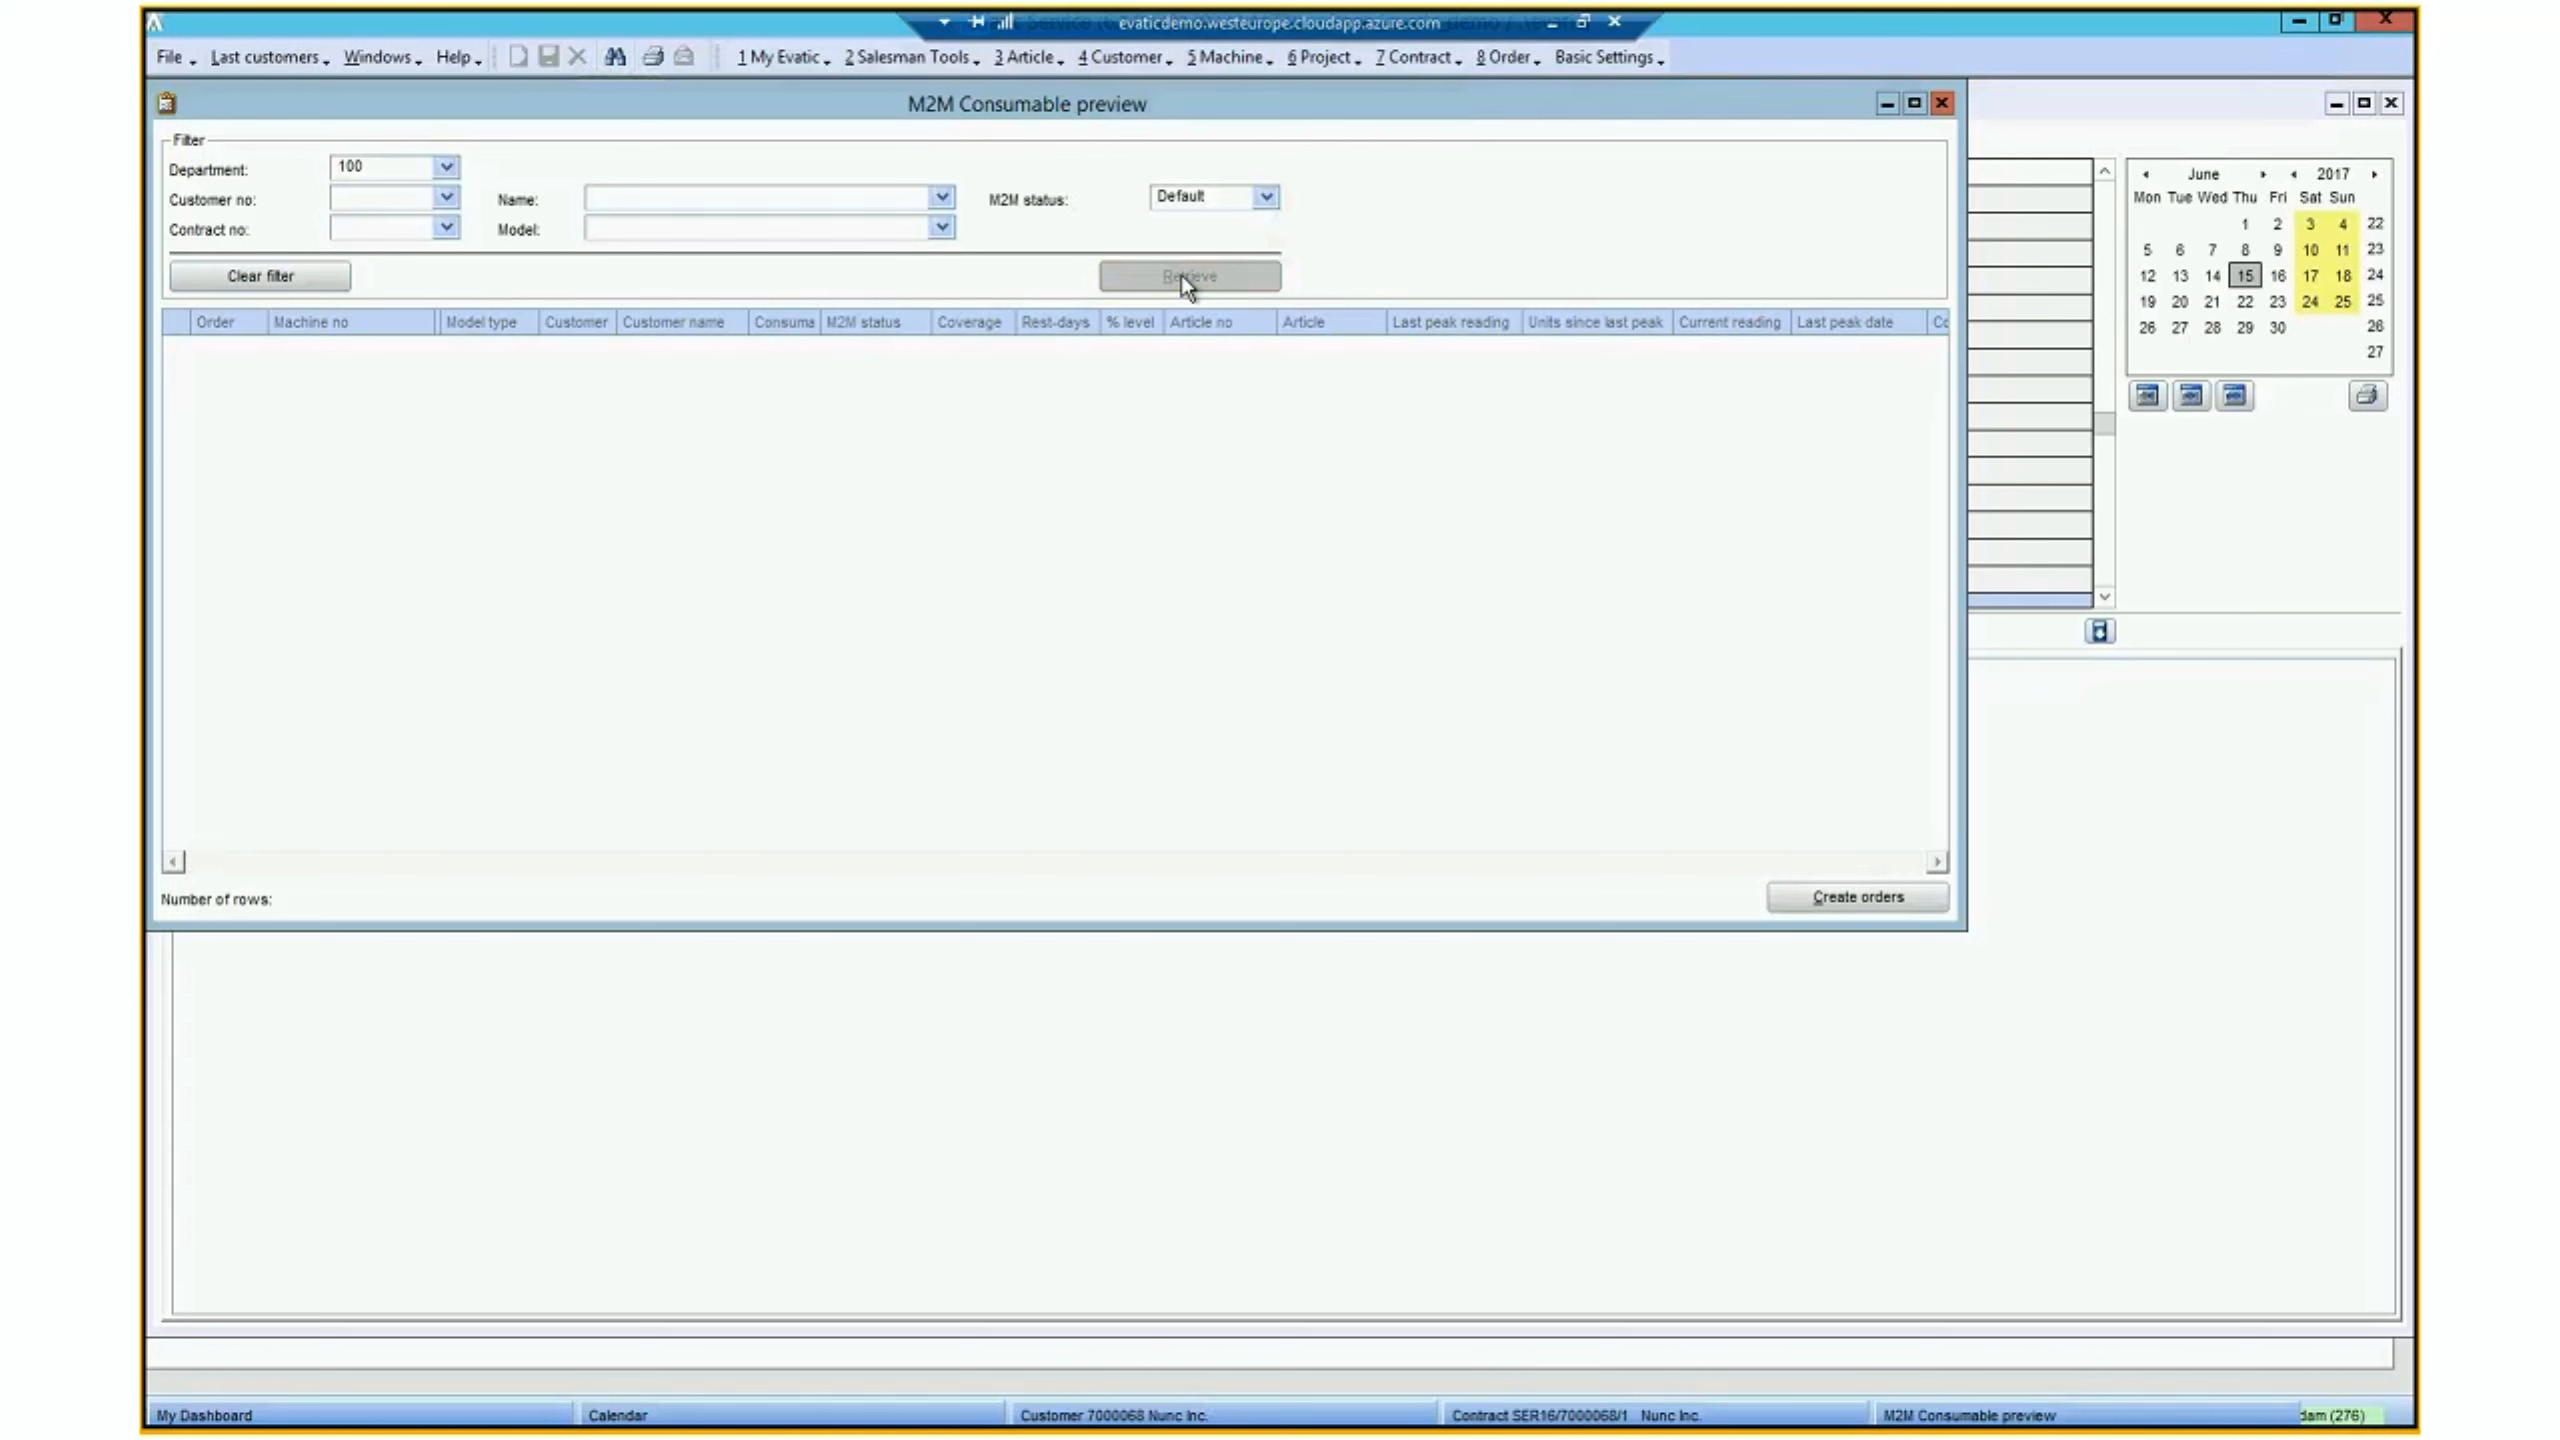 evaticdemo.westeurope.cloudapp.azure.com
File Last customers Windows Help 1 My Evatic 2 Salesman Tools 3 Article 4 Customer 5 Machine 6 Project 7 Contract 8 Order Basic Settings
M2M Consumable preview
Filter
Department: 100
Customer no: Name: M2M status: Default
Contract no: Model:
Clear filter Retrieve
Order Machine no Model type Customer Customer name Consuma M2M status Coverage Rest-days % level Article no Article Last peak reading Units since last peak Current reading Last peak date Co
Number of rows:
Create orders
June 2017
Mon Tue Wed Thu Fri Sat Sun
1 2 3 4 22
5 6 7 8 9 10 11 23
12 13 14 15 16 17 18 24
19 20 21 22 23 24 25 25
26 27 28 29 30 26
27
My Dashboard Calendar Customer 7000068 Nunc Inc. Contract SER16/7000068/1 Nunc Inc. M2M Consumable preview dam (276)